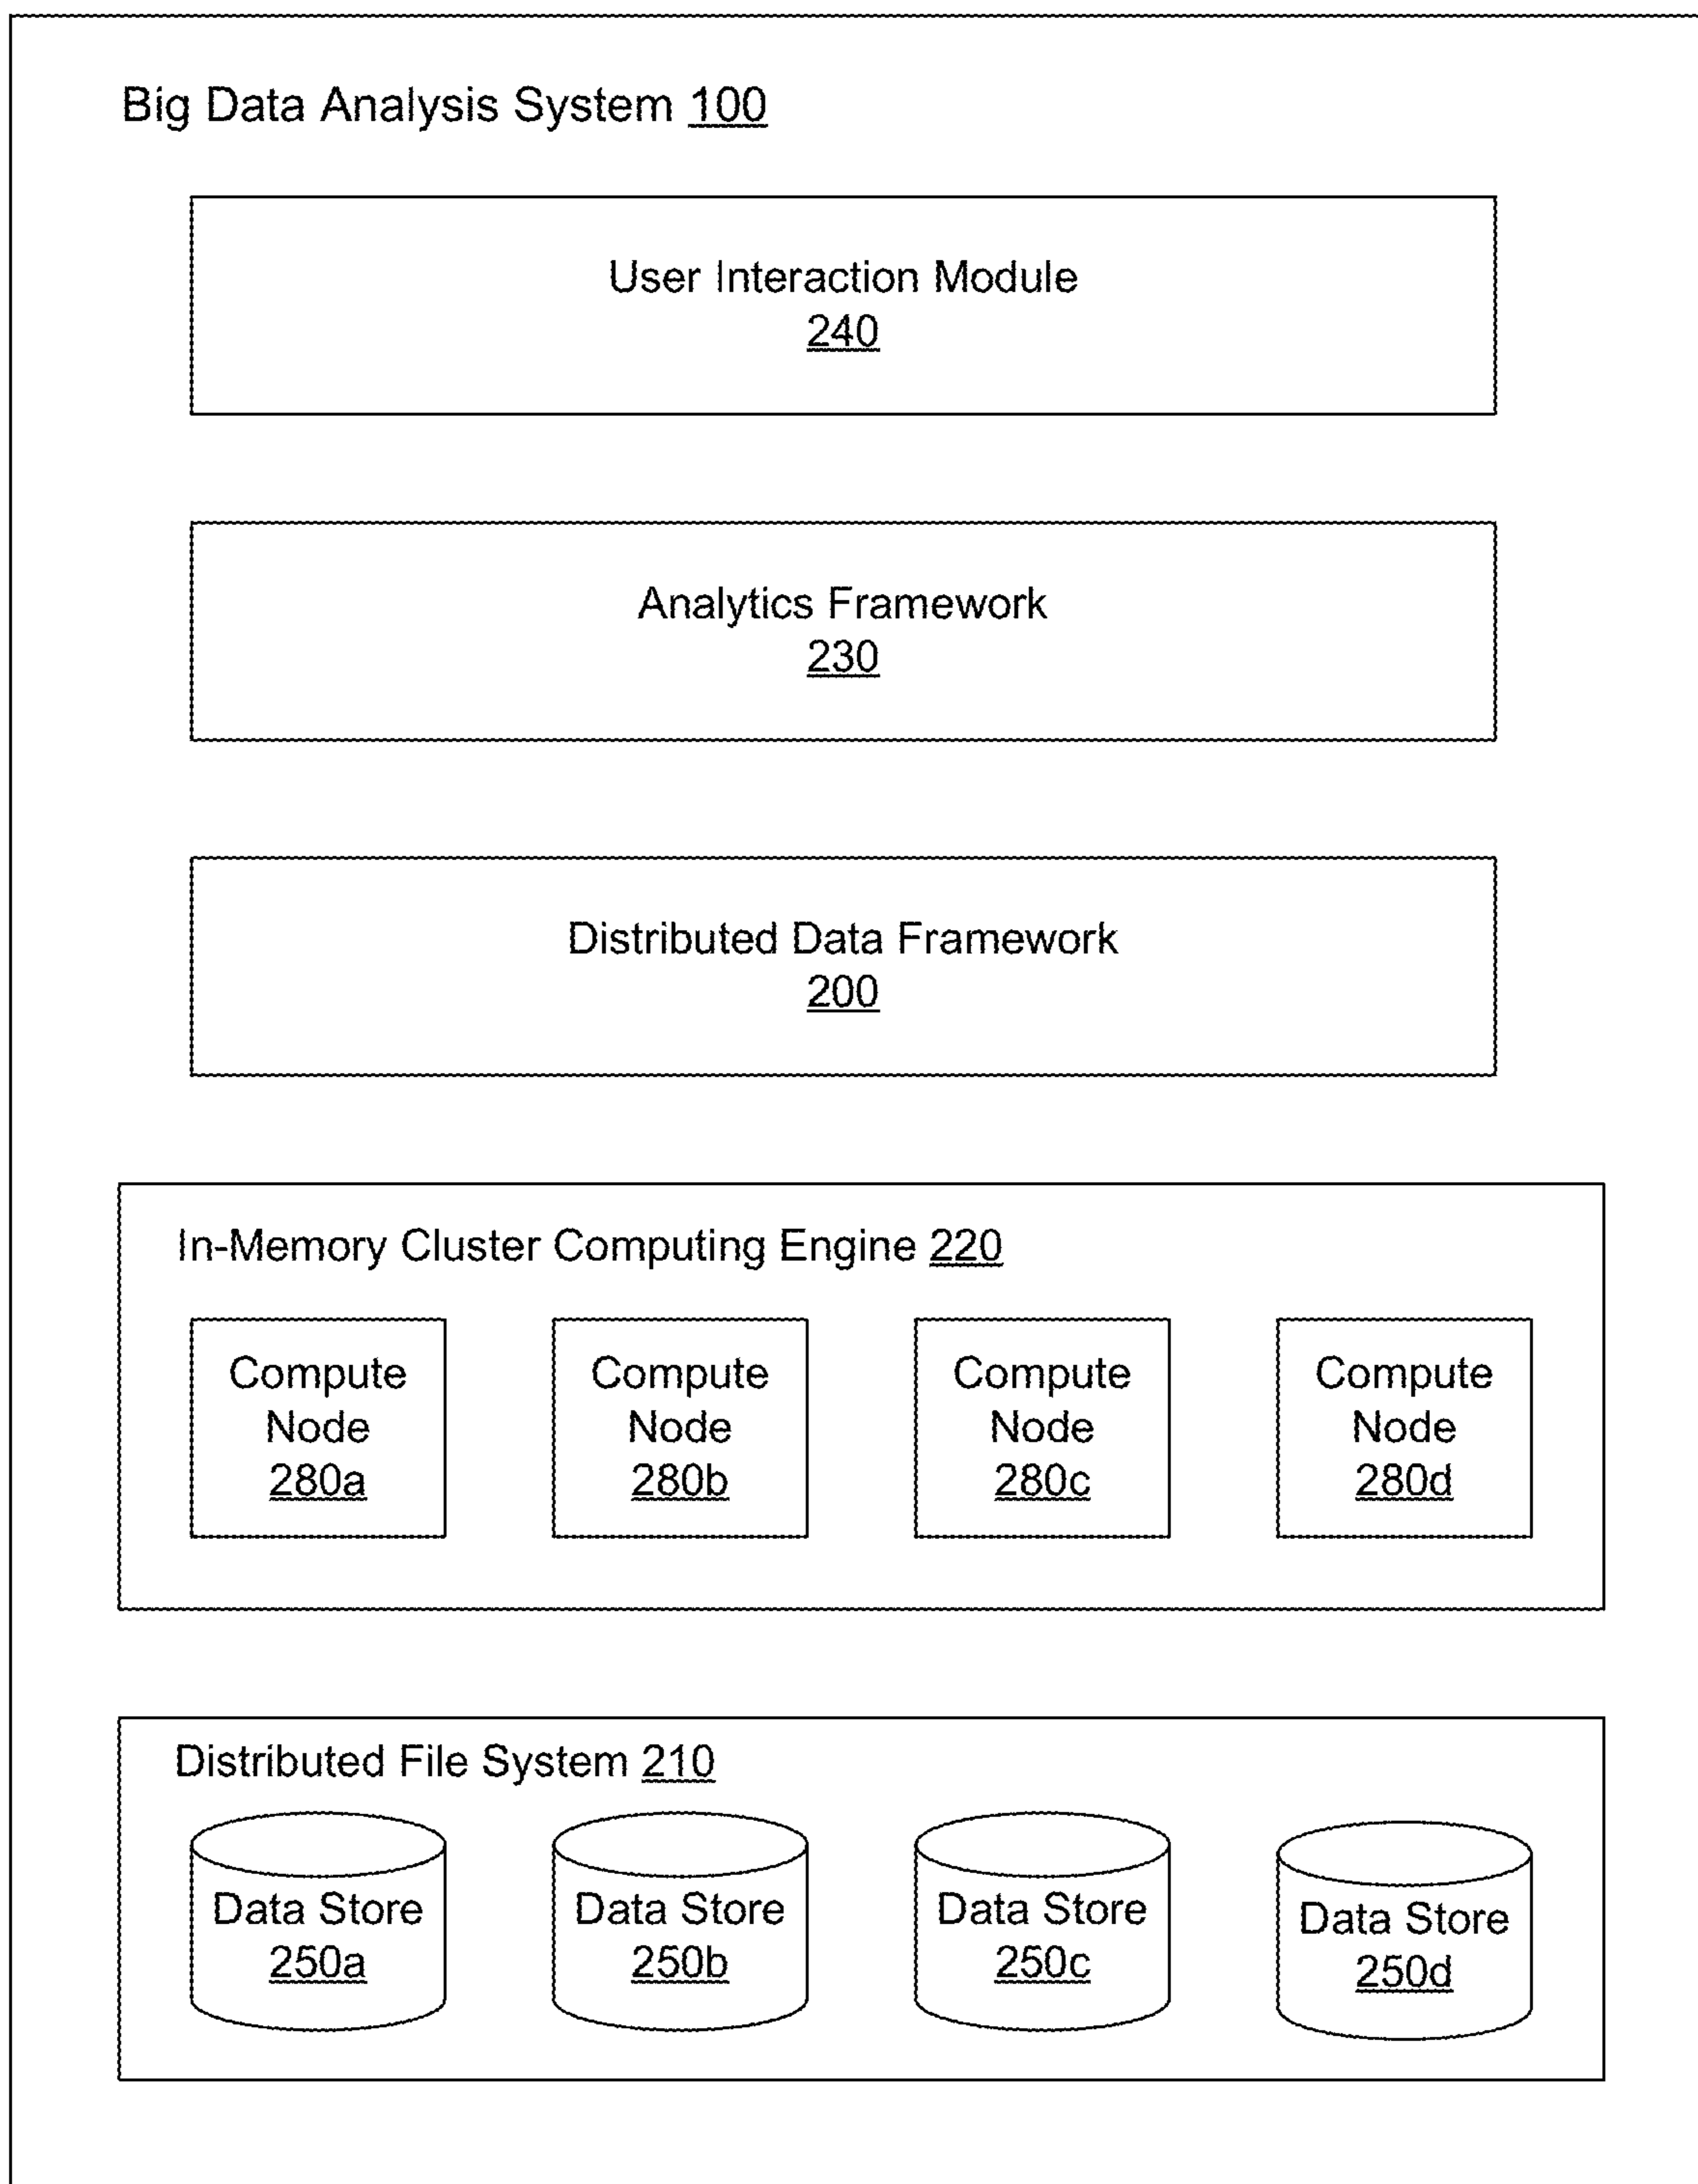 Big Data Analysis System 100
User Interaction Module
240
Analytics Framework
230
Distributed Data Framework
200
In-Memory Cluster Computing Engine 220
Compute
Node
280a
Compute
Node
280b
Compute
Node
280c
Compute
Node
280d
Distributed File System 210
Data Store
250a
Data Store
250b
Data Store
250c
Data Store
250d